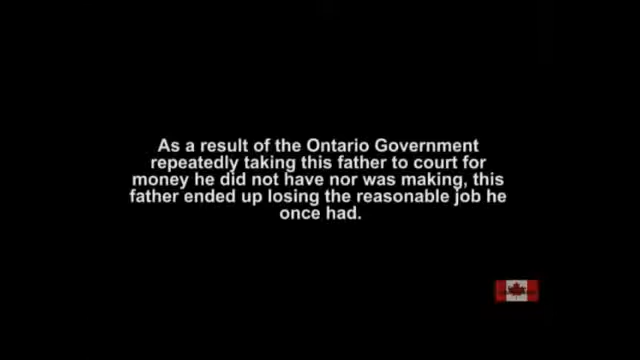 As a result of the Ontario Government
repeatedly taking this father to court for
money he did not have nor was making, this
father ended up losing the reasonable job he
once had.